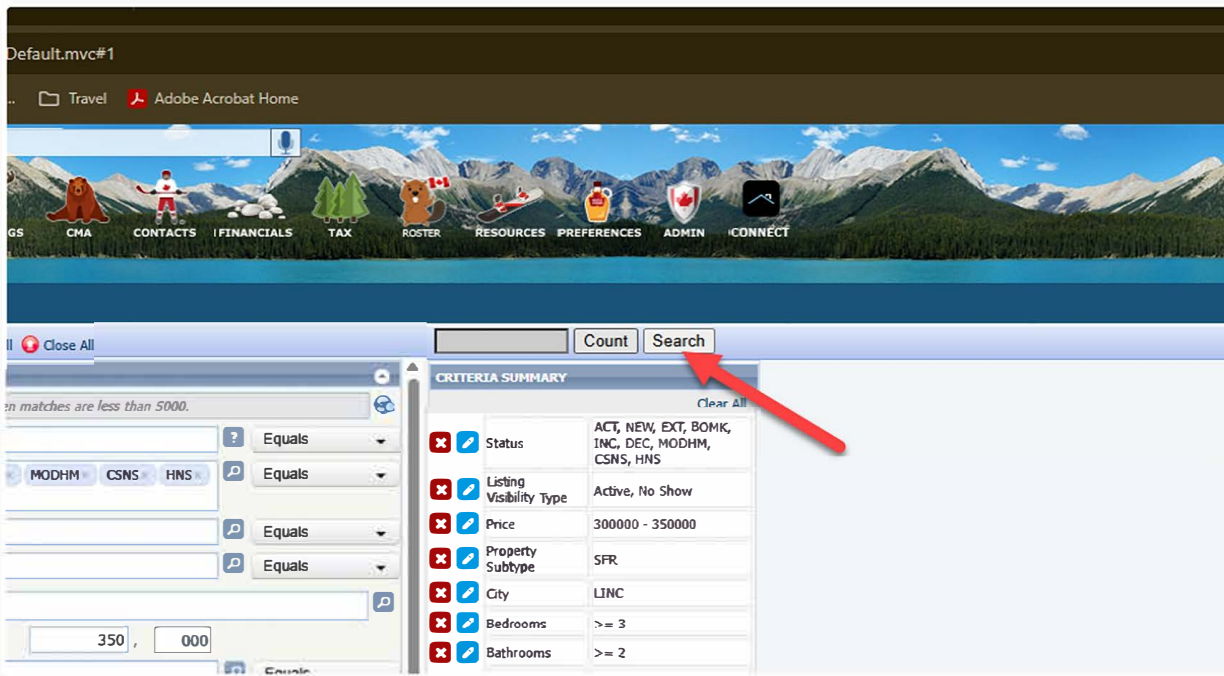 Default.mvc#1
... Travel Adobe Acrobat Home
GS CMA CONTACTS FINANCIALS TAX ROSTER RESOURCES PREFERENCES ADMIN CONNECT
ll Close All
Count Search
CRITERIA SUMMARY
Clear All
en matches are less than 5000.
? Equals
MODHM× CSNS× HNS×
Equals
Equals
Equals
350 , 000
Equals
Status ACT, NEW, EXT, BOMK,
INC, DEC, MODHM,
CSNS, HNS
Listing
Visibility Type Active, No Show
Price 300000 - 350000
Property
Subtype SFR
City LINC
Bedrooms >= 3
Bathrooms >= 2